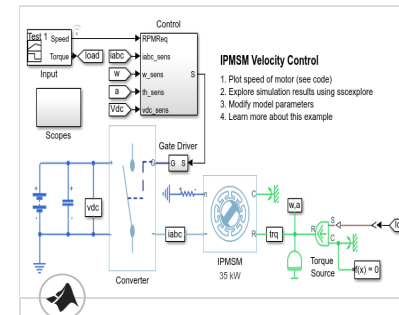 Control
Test 1
Speed
Torque
load
Input
RPMReq
iabc
iabc_sens
w
w_sens
S
a
th_sens
Vdc
vdc_sens
Scopes
IPMSM Velocity Control
1. Plot speed of motor (see code)
2. Explore simulation results using sscexplore
3. Modify model parameters
4. Learn more about this example
Gate Driver
G
G S
+
+
+
vdc
n
C
w,a
iabc
R
trq
R
S
C
lo
IPMSM
35 kW
Torque
Source
f(x) = 0
Converter